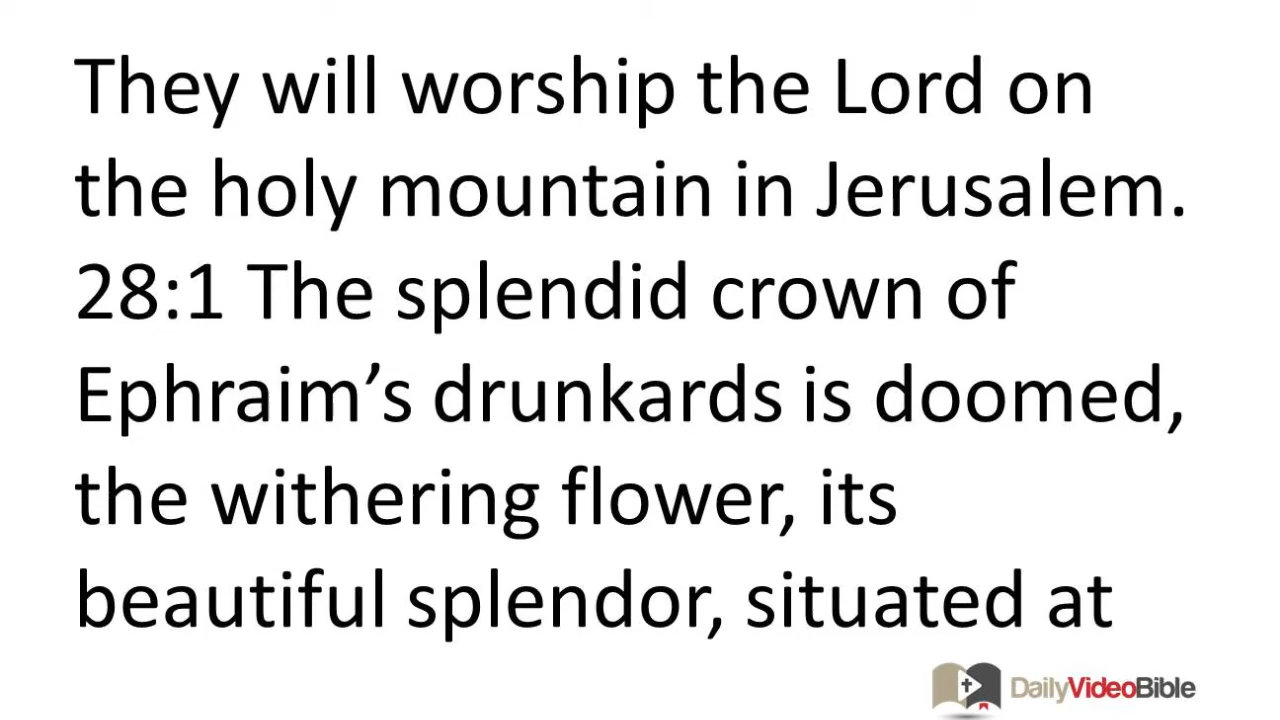 They will worship the Lord on
the holy mountain in Jerusalem.
28:1 The splendid crown of
Ephraim’s drunkards is doomed,
the withering flower, its
beautiful splendor, situated at
DailyVideoBible